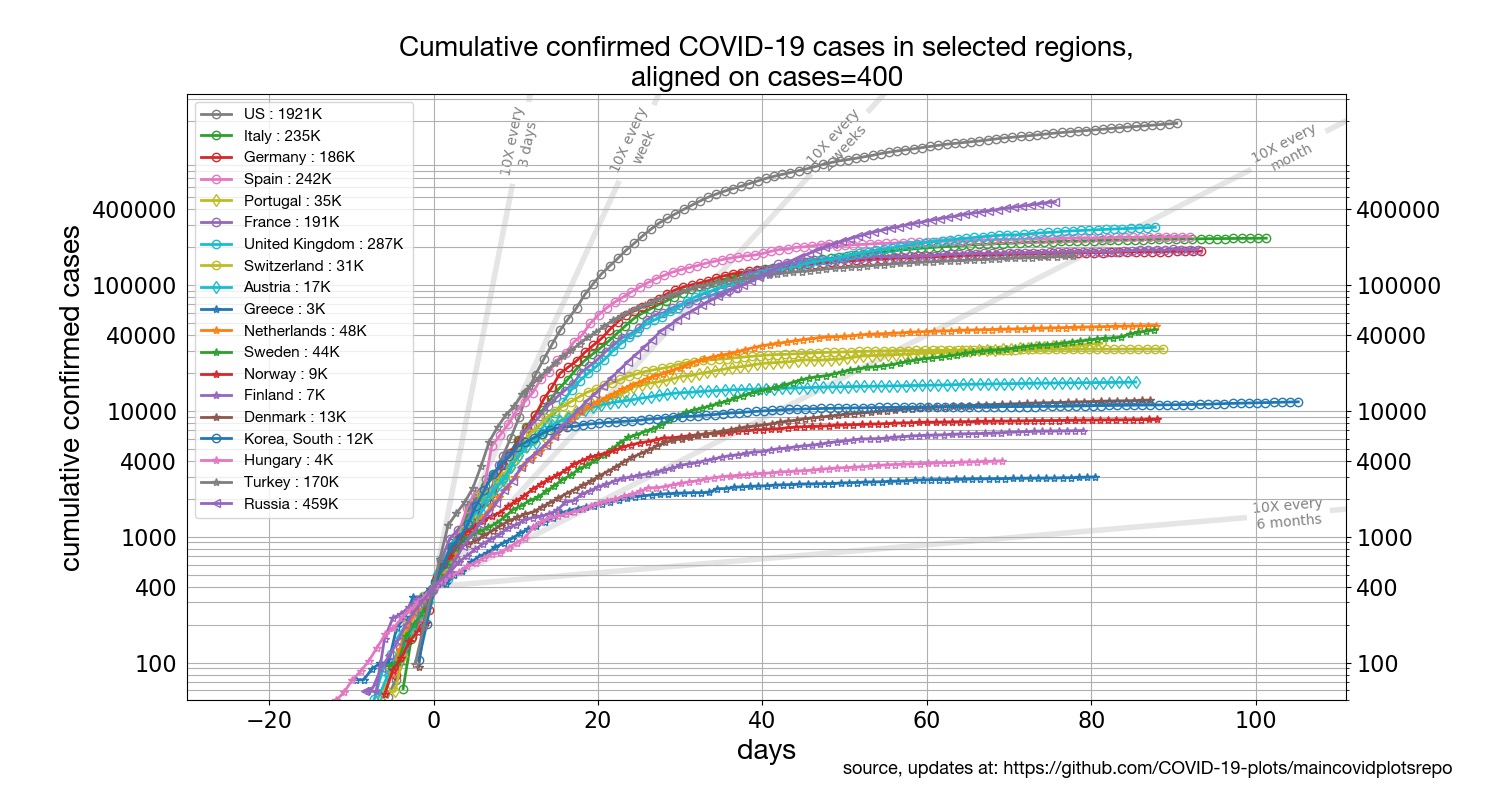 Cumulative confirmed COVID-19 cases in selected regions,
aligned on cases=400
US : 1921K
Italy : 235K
Germany : 186K
Spain : 242K
Portugal : 35K
France : 191K
United Kingdom : 287K
Switzerland : 31K
Austria : 17K
Greece : 3K
Netherlands : 48K
Sweden : 44K
Norway : 9K
Finland : 7K
Denmark : 13K
Korea, South : 12K
Hungary : 4K
Turkey : 170K
Russia : 459K
10X every
3 days
10X every
week
10X every
weeks
10X every
month
10X every
6 months
cumulative confirmed cases
400000
100000
40000
10000
4000
1000
400
100
400000
100000
40000
10000
4000
1000
400
100
−20
0
20
40
60
80
100
days
source, updates at: https://github.com/COVID-19-plots/maincovidplotsrepo